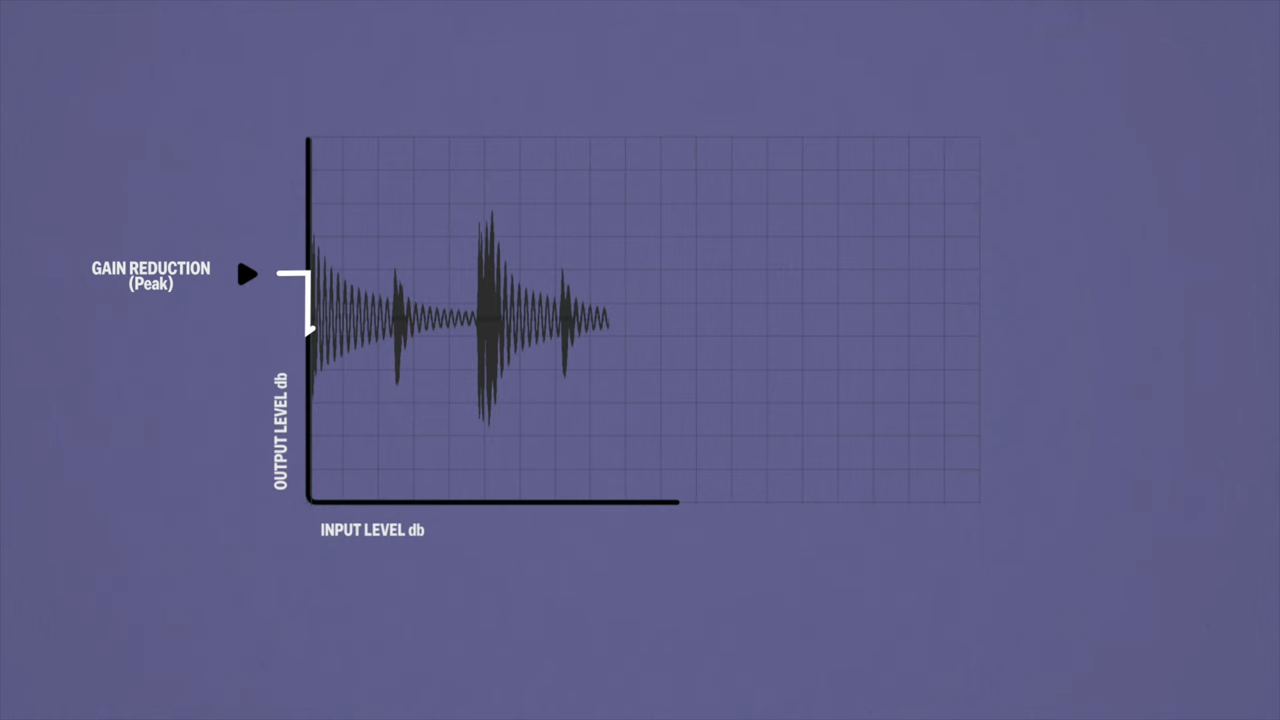 GAIN REDUCTION
(Peak)
OUTPUT LEVEL db
INPUT LEVEL db